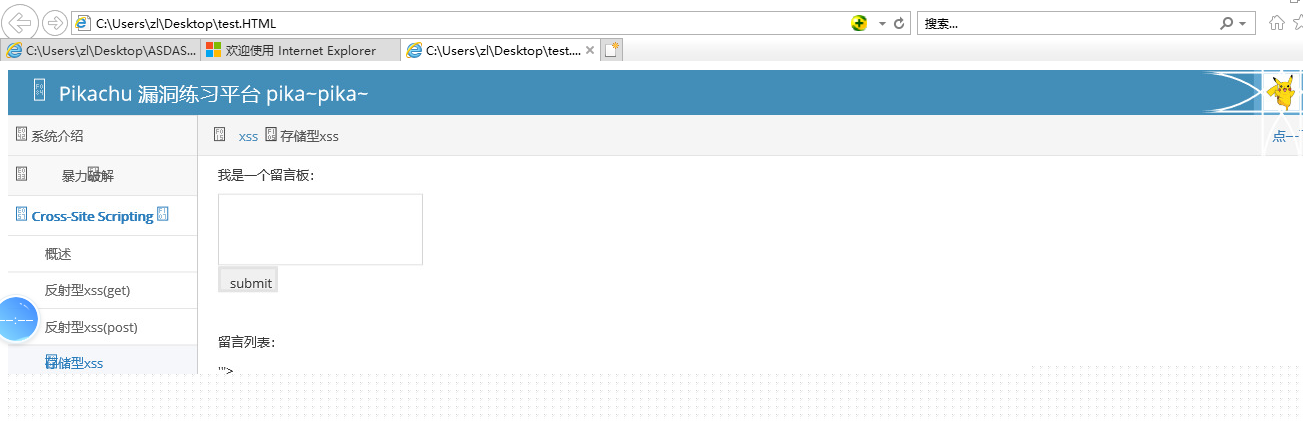 C:\Users\zl\Desktop\test.HTML
搜索...
C:\Users\zl\Desktop\ASDAS...
欢迎使用 Internet Explorer
C:\Users\zl\Desktop\test....
Pikachu 漏洞练习平台 pika~pika~
系统介绍
xss
存储型xss
暴力破解
我是一个留言板：
Cross-Site Scripting
概述
submit
反射型xss(get)
反射型xss(post)
留言列表：
存储型xss
'">